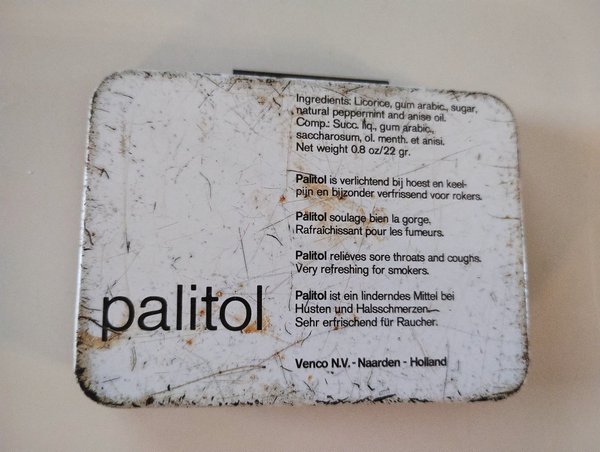 Ingredients: Licorice, gum arabic., sugar,
natural peppermint and anise oil.
Comp.: Succ. liq., gum arabic.,
saccharosum, ol. menth. et anisi.
Net weight 0.8 oz/22 gr.
Palitol is verlichtend bij hoest en keel-
pijn en bijzonder verfrissend voor rokers.
Palitol soulage bien la gorge.
Rafraîchissant pour les fumeurs.
Palitol relieves sore throats and coughs.
Very refreshing for smokers.
Palitol ist ein linderndes Mittel bei
Husten und Halsschmerzen.
Sehr erfrischend für Raucher.
palitol
Venco N.V. - Naarden - Holland